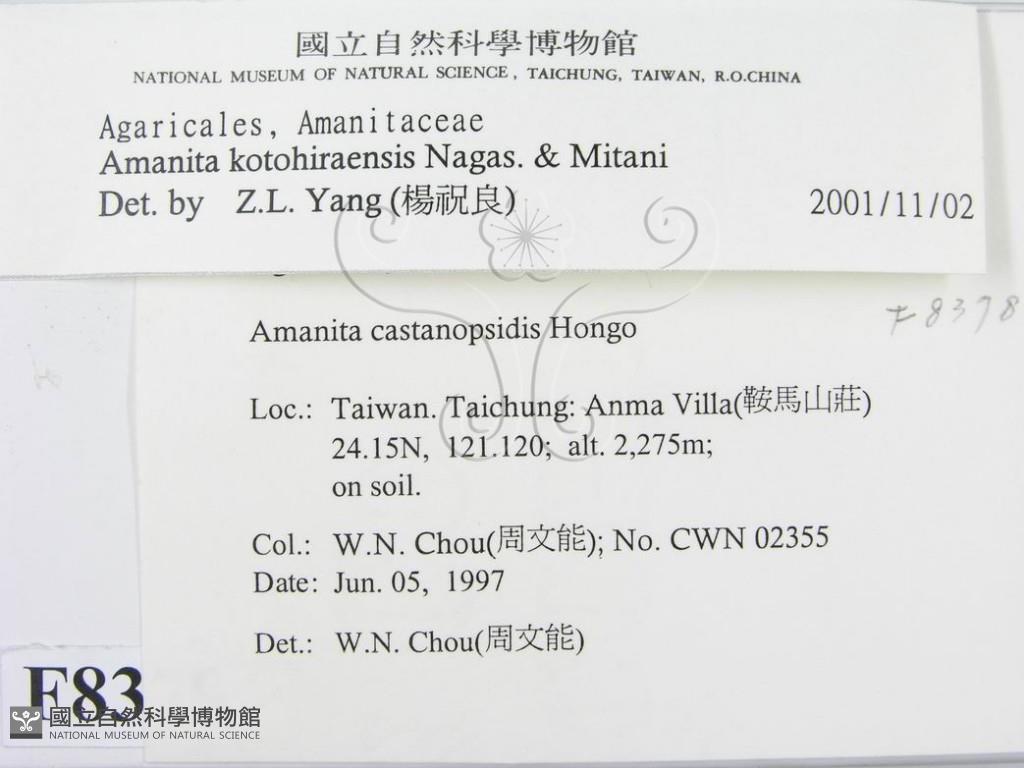 國立自然科學博物館
NATIONAL MUSEUM OF NATURAL SCIENCE, TAICHUNG, TAIWAN, R.O.CHINA
Agaricales, Amanitaceae
Amanita kotohiraensis Nagas. & Mitani
Det. by Z.L. Yang (楊祝良) 2001/11/02
F8378
Amanita castanopsidis Hongo
Loc.: Taiwan. Taichung: Anma Villa(鞍馬山莊)
24.15N, 121.120; alt. 2,275m;
on soil.
Col.: W.N. Chou(周文能); No. CWN 02355
Date: Jun. 05, 1997
Det.: W.N. Chou(周文能)
F83
國立自然科學博物館
NATIONAL MUSEUM OF NATURAL SCIENCE